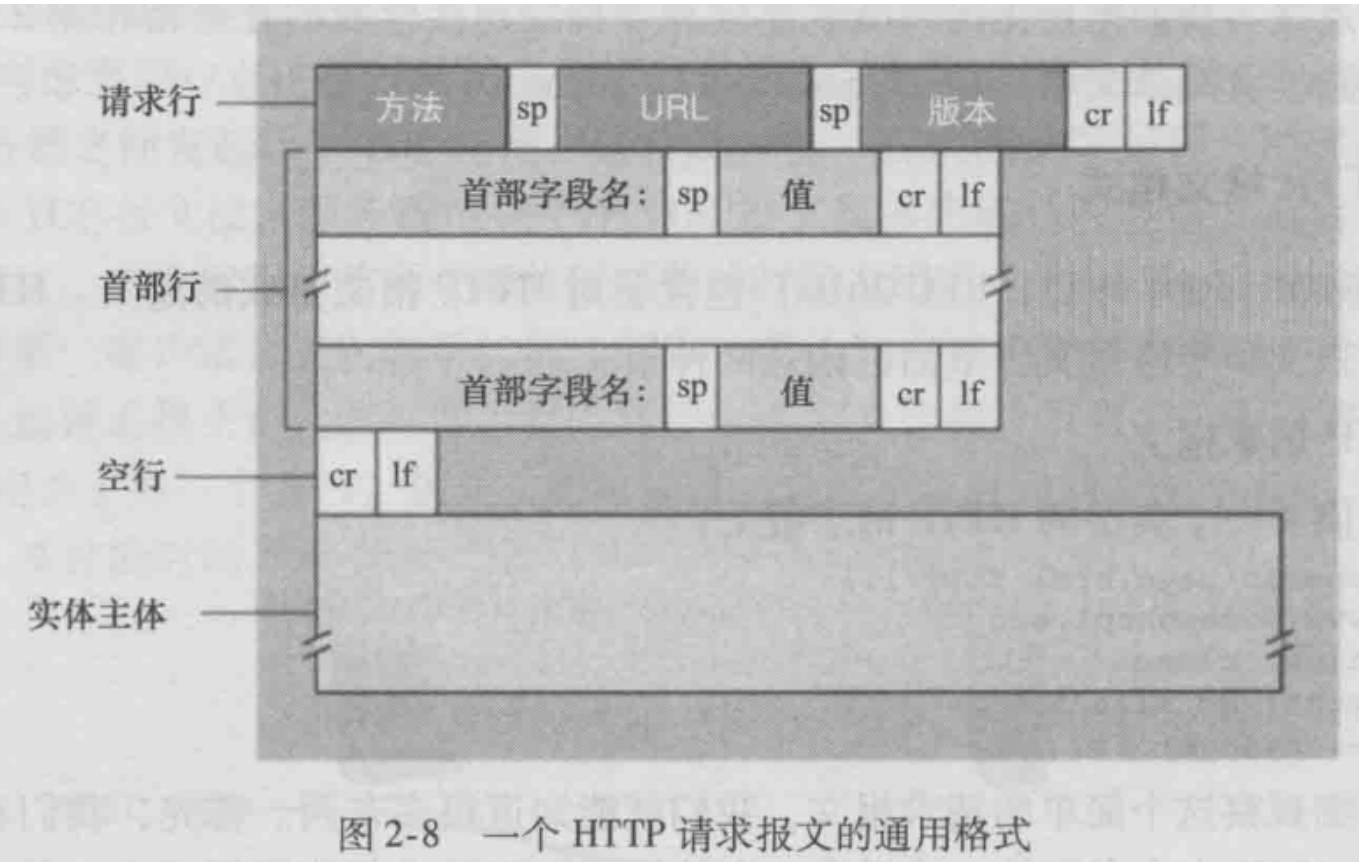 请求行 方法 sp URL sp 版本 cr lf
首部字段名: sp 值 cr lf
首部行
首部字段名: sp 值 cr lf
空行 cr lf
实体主体
图 2-8 一个 HTTP 请求报文的通用格式